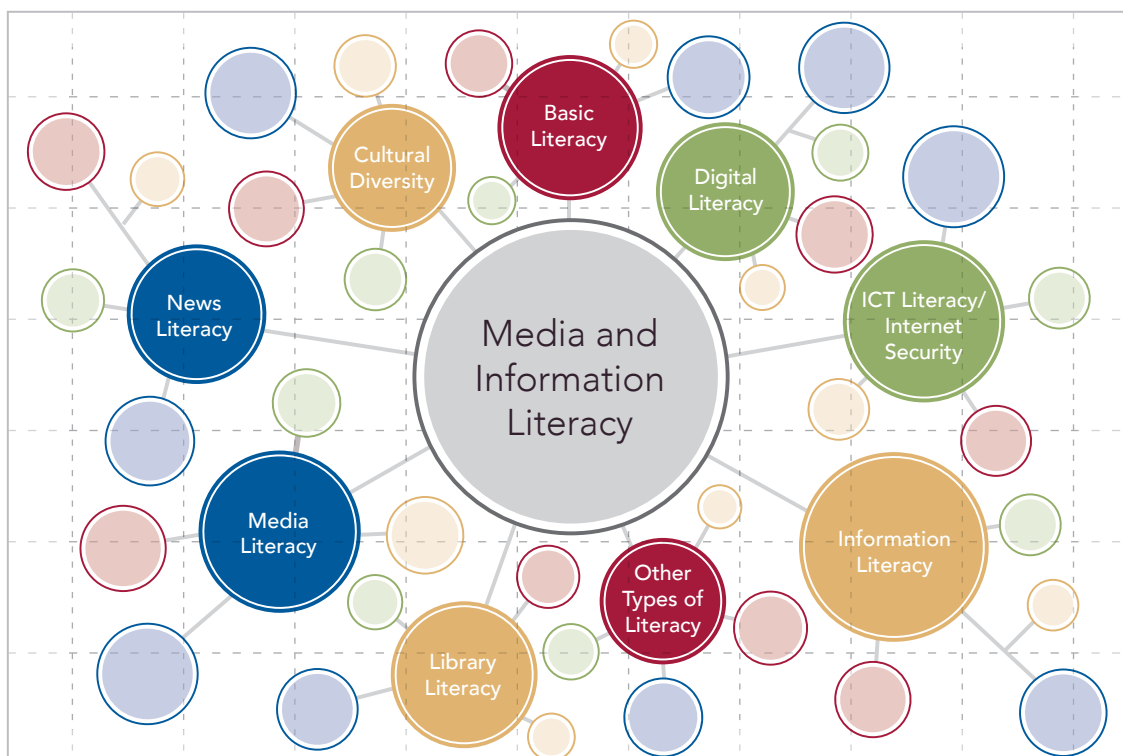 Basic
Literacy
Cultural
Diversity
Digital
Literacy
News
Literacy
ICT Literacy/
Internet
Security
Media and
Information
Literacy
Media
Literacy
Information
Literacy
Other
Types of
Literacy
Library
Literacy